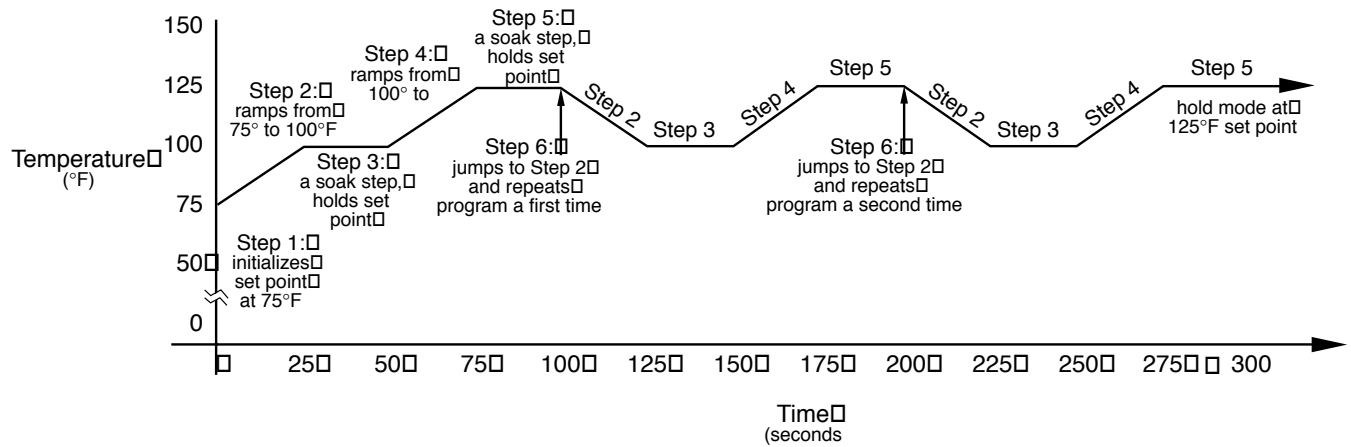 150
125
100
75
50□
0
Temperature□
(°F)
Step 1:□
initializes□
set point□
at 75°F
Step 2:□
ramps from□
75° to 100°F
Step 3:□
a soak step,□
holds set
point□
Step 4:□
ramps from□
100° to
Step 5:□
a soak step,□
holds set
point□
Step 6:□
jumps to Step 2□
and repeats□
program a first time
Step 2
Step 3
Step 4
Step 5
Step 6:□
jumps to Step 2□
and repeats□
program a second time
Step 2
Step 3
Step 4
Step 5
hold mode at□
125°F set point
□ 25□ 50□ 75□ 100□ 125□ 150□ 175□ 200□ 225□ 250□ 275□ □ 300
Time□
(seconds